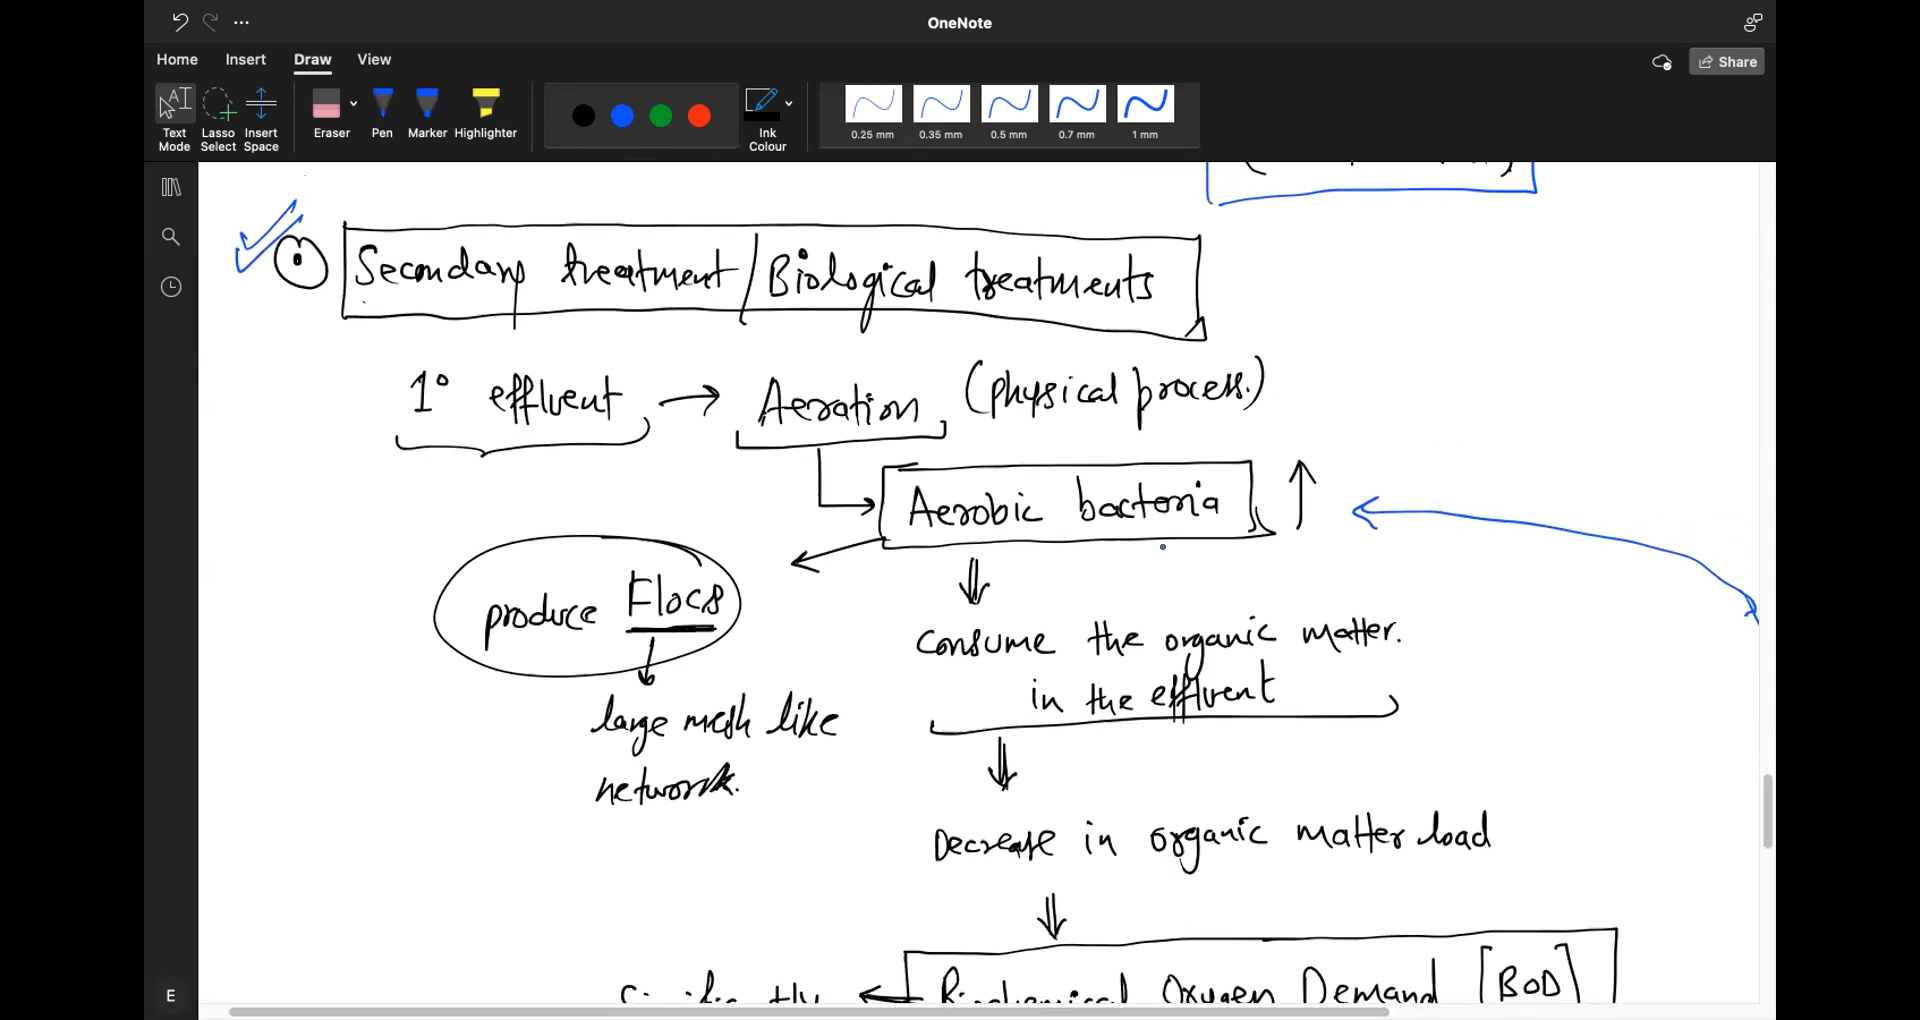 OneNote
Home Insert Draw View
Share
Text Mode
Lasso Select
Insert Space
Eraser
Pen
Marker
Highlighter
Ink Colour
0.25 mm
0.35 mm
0.5 mm
0.7 mm
1 mm
Secondary treatment/Biological treatments
1° effluent → Aeration (physical process.)
Aerobic bacteria ↑
produce Flocs
Consume the organic matter.
in the effluent
large mesh like
network.
Decrease in organic matter load
Biochemical Oxygen Demand [BOD]
E